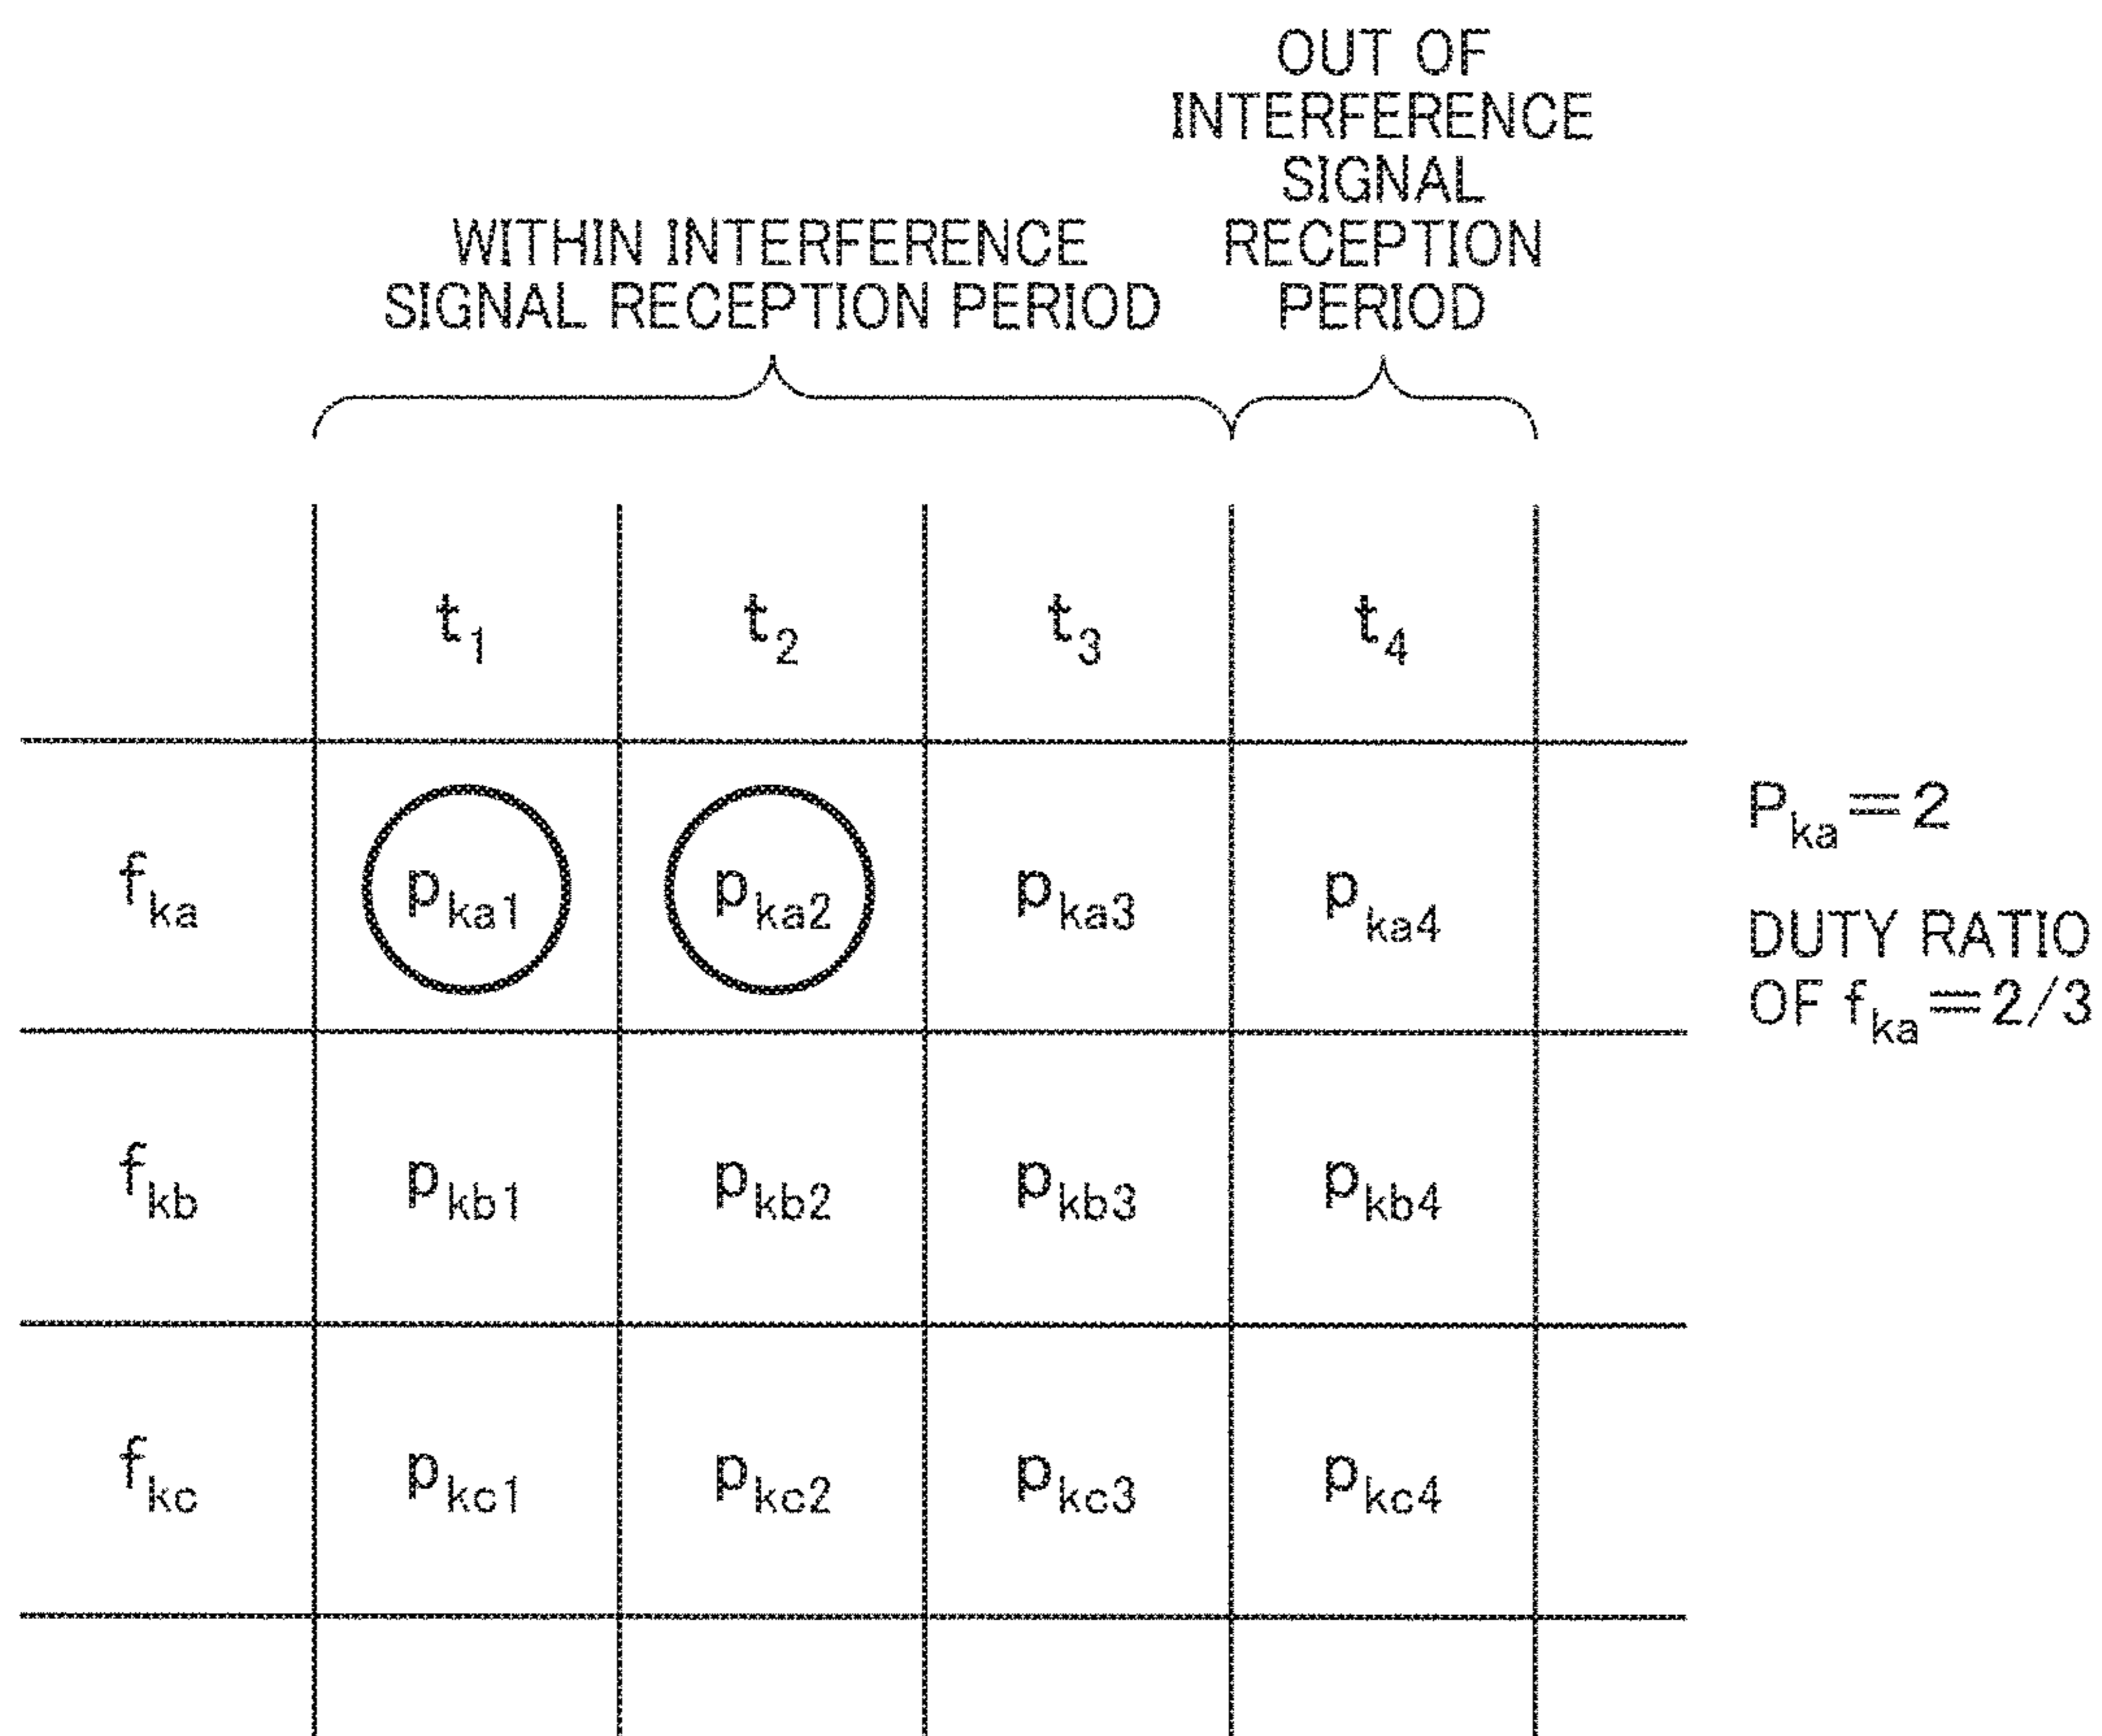 OUT OF
INTERFERENCE
SIGNAL
RECEPTION
PERIOD
WITHIN INTERFERENCE
SIGNAL RECEPTION PERIOD
t1 t2 t3 t4
fka pka1 pka2 pka3 pka4
Pka=2
DUTY RATIO
OF fka=2/3
fkb pkb1 pkb2 pkb3 pkb4
fkc pkc1 pkc2 pkc3 pkc4